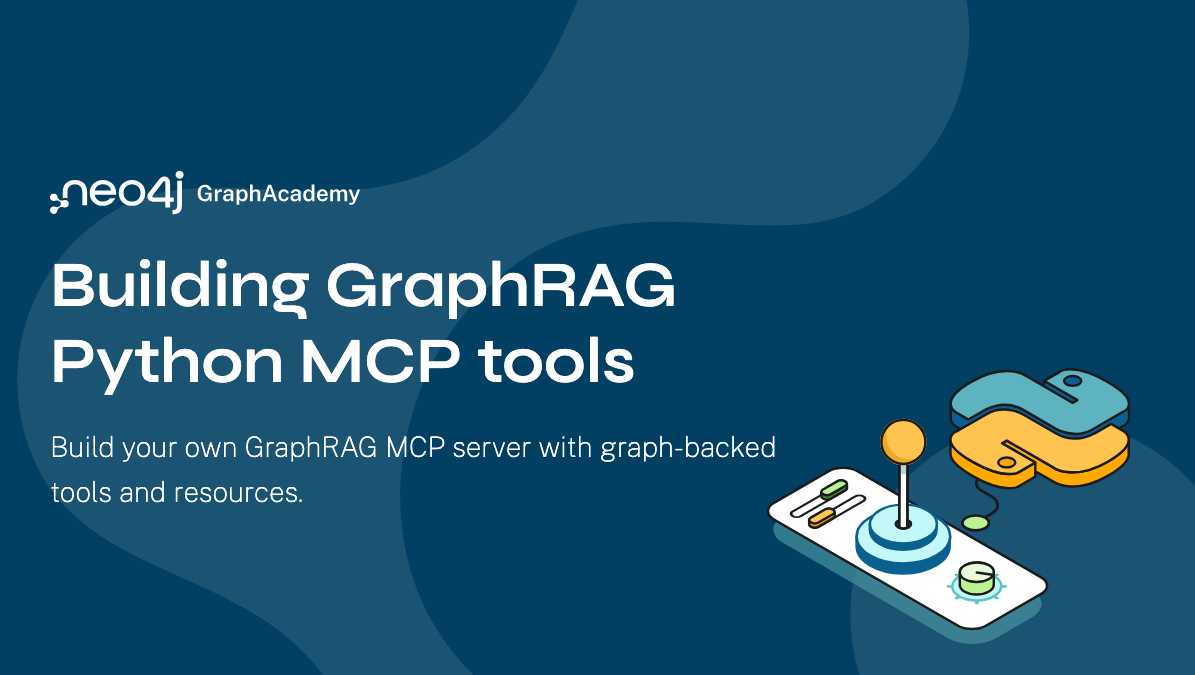 neo4j GraphAcademy
Building GraphRAG
Python MCP tools
Build your own GraphRAG MCP server with graph-backed
tools and resources.